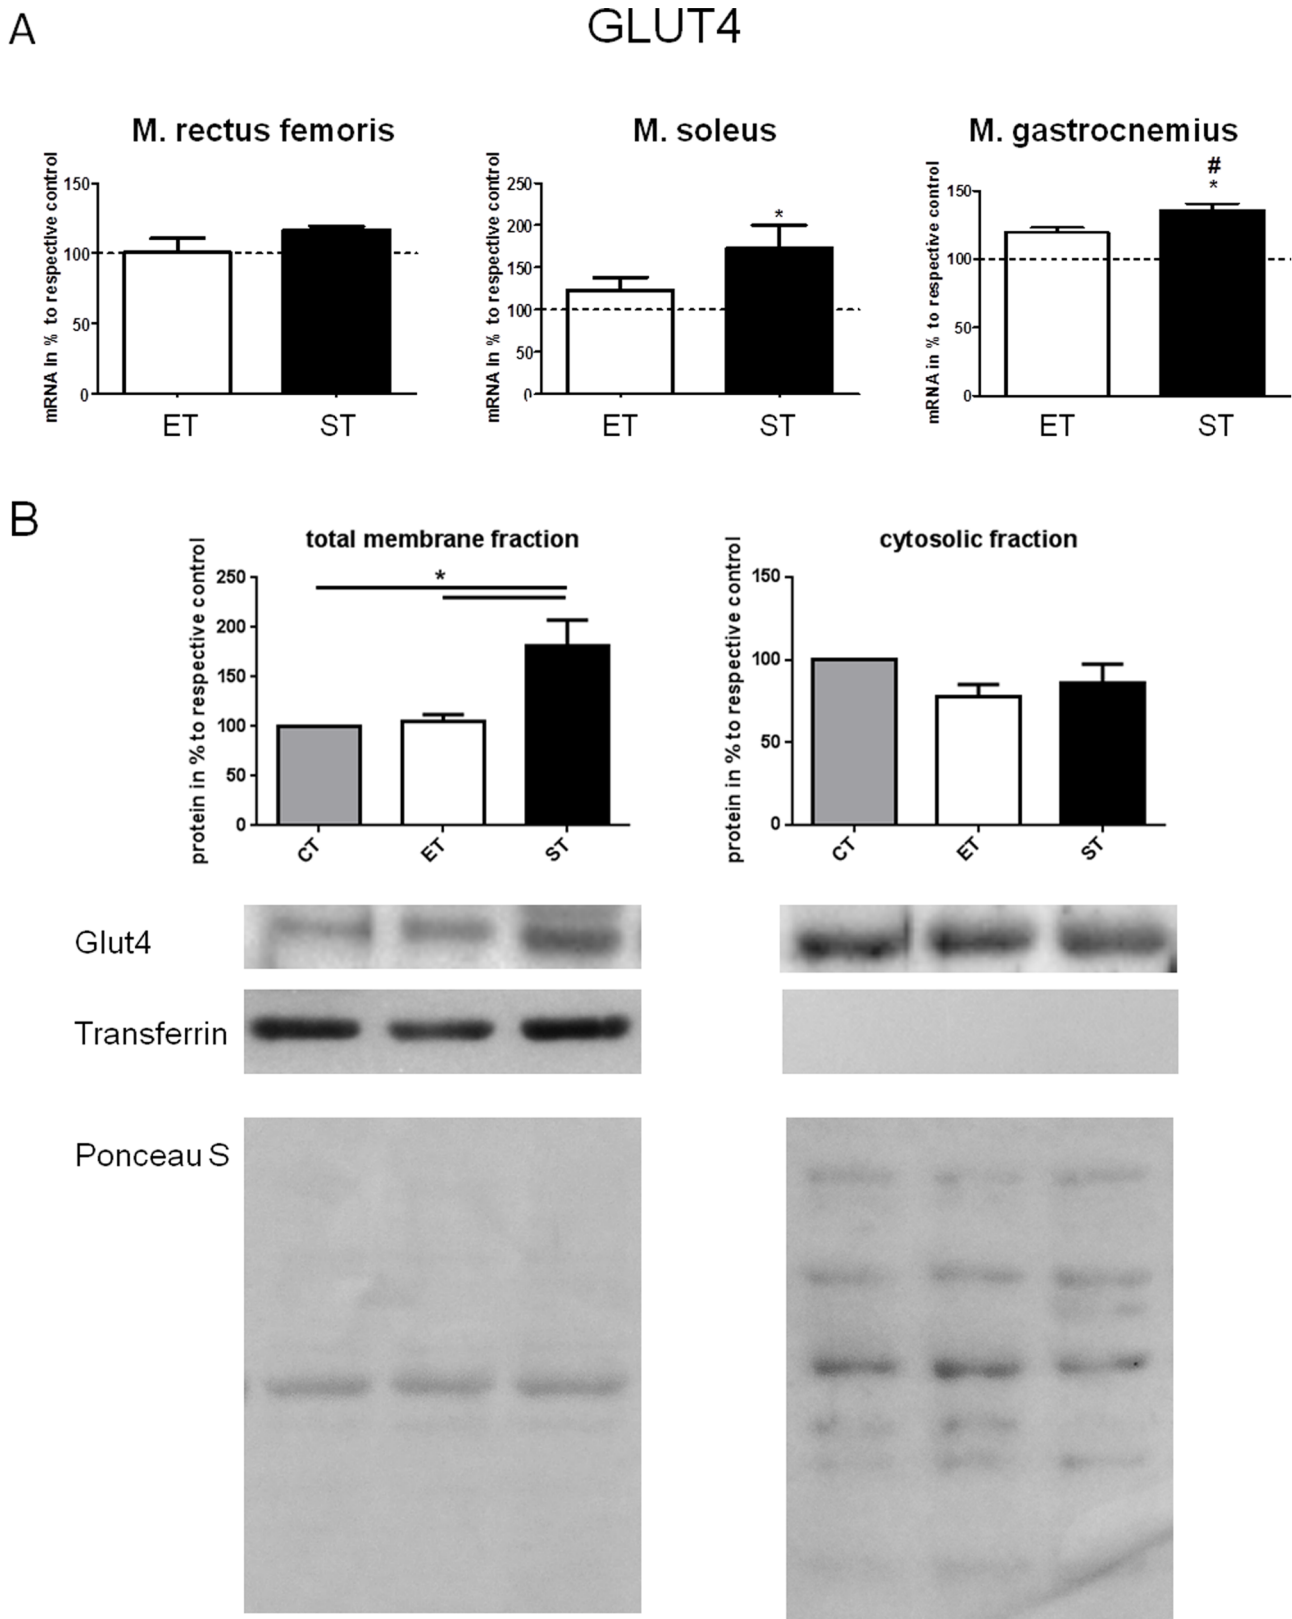 A
GLUT4
M. rectus femoris
M. soleus
M. gastrocnemius
mRNA in % to respective control
150
100
50
0
ET
ST
mRNA in % to respective control
250
200
150
100
50
0
*
ET
ST
mRNA in % to respective control
150
100
50
0
#
*
ET
ST
B
total membrane fraction
protein in % to respective control
250
200
150
100
50
0
*
CT
ET
ST
cytosolic fraction
protein in % to respective control
150
100
50
0
CT
ET
ST
Glut4
Transferrin
Ponceau S